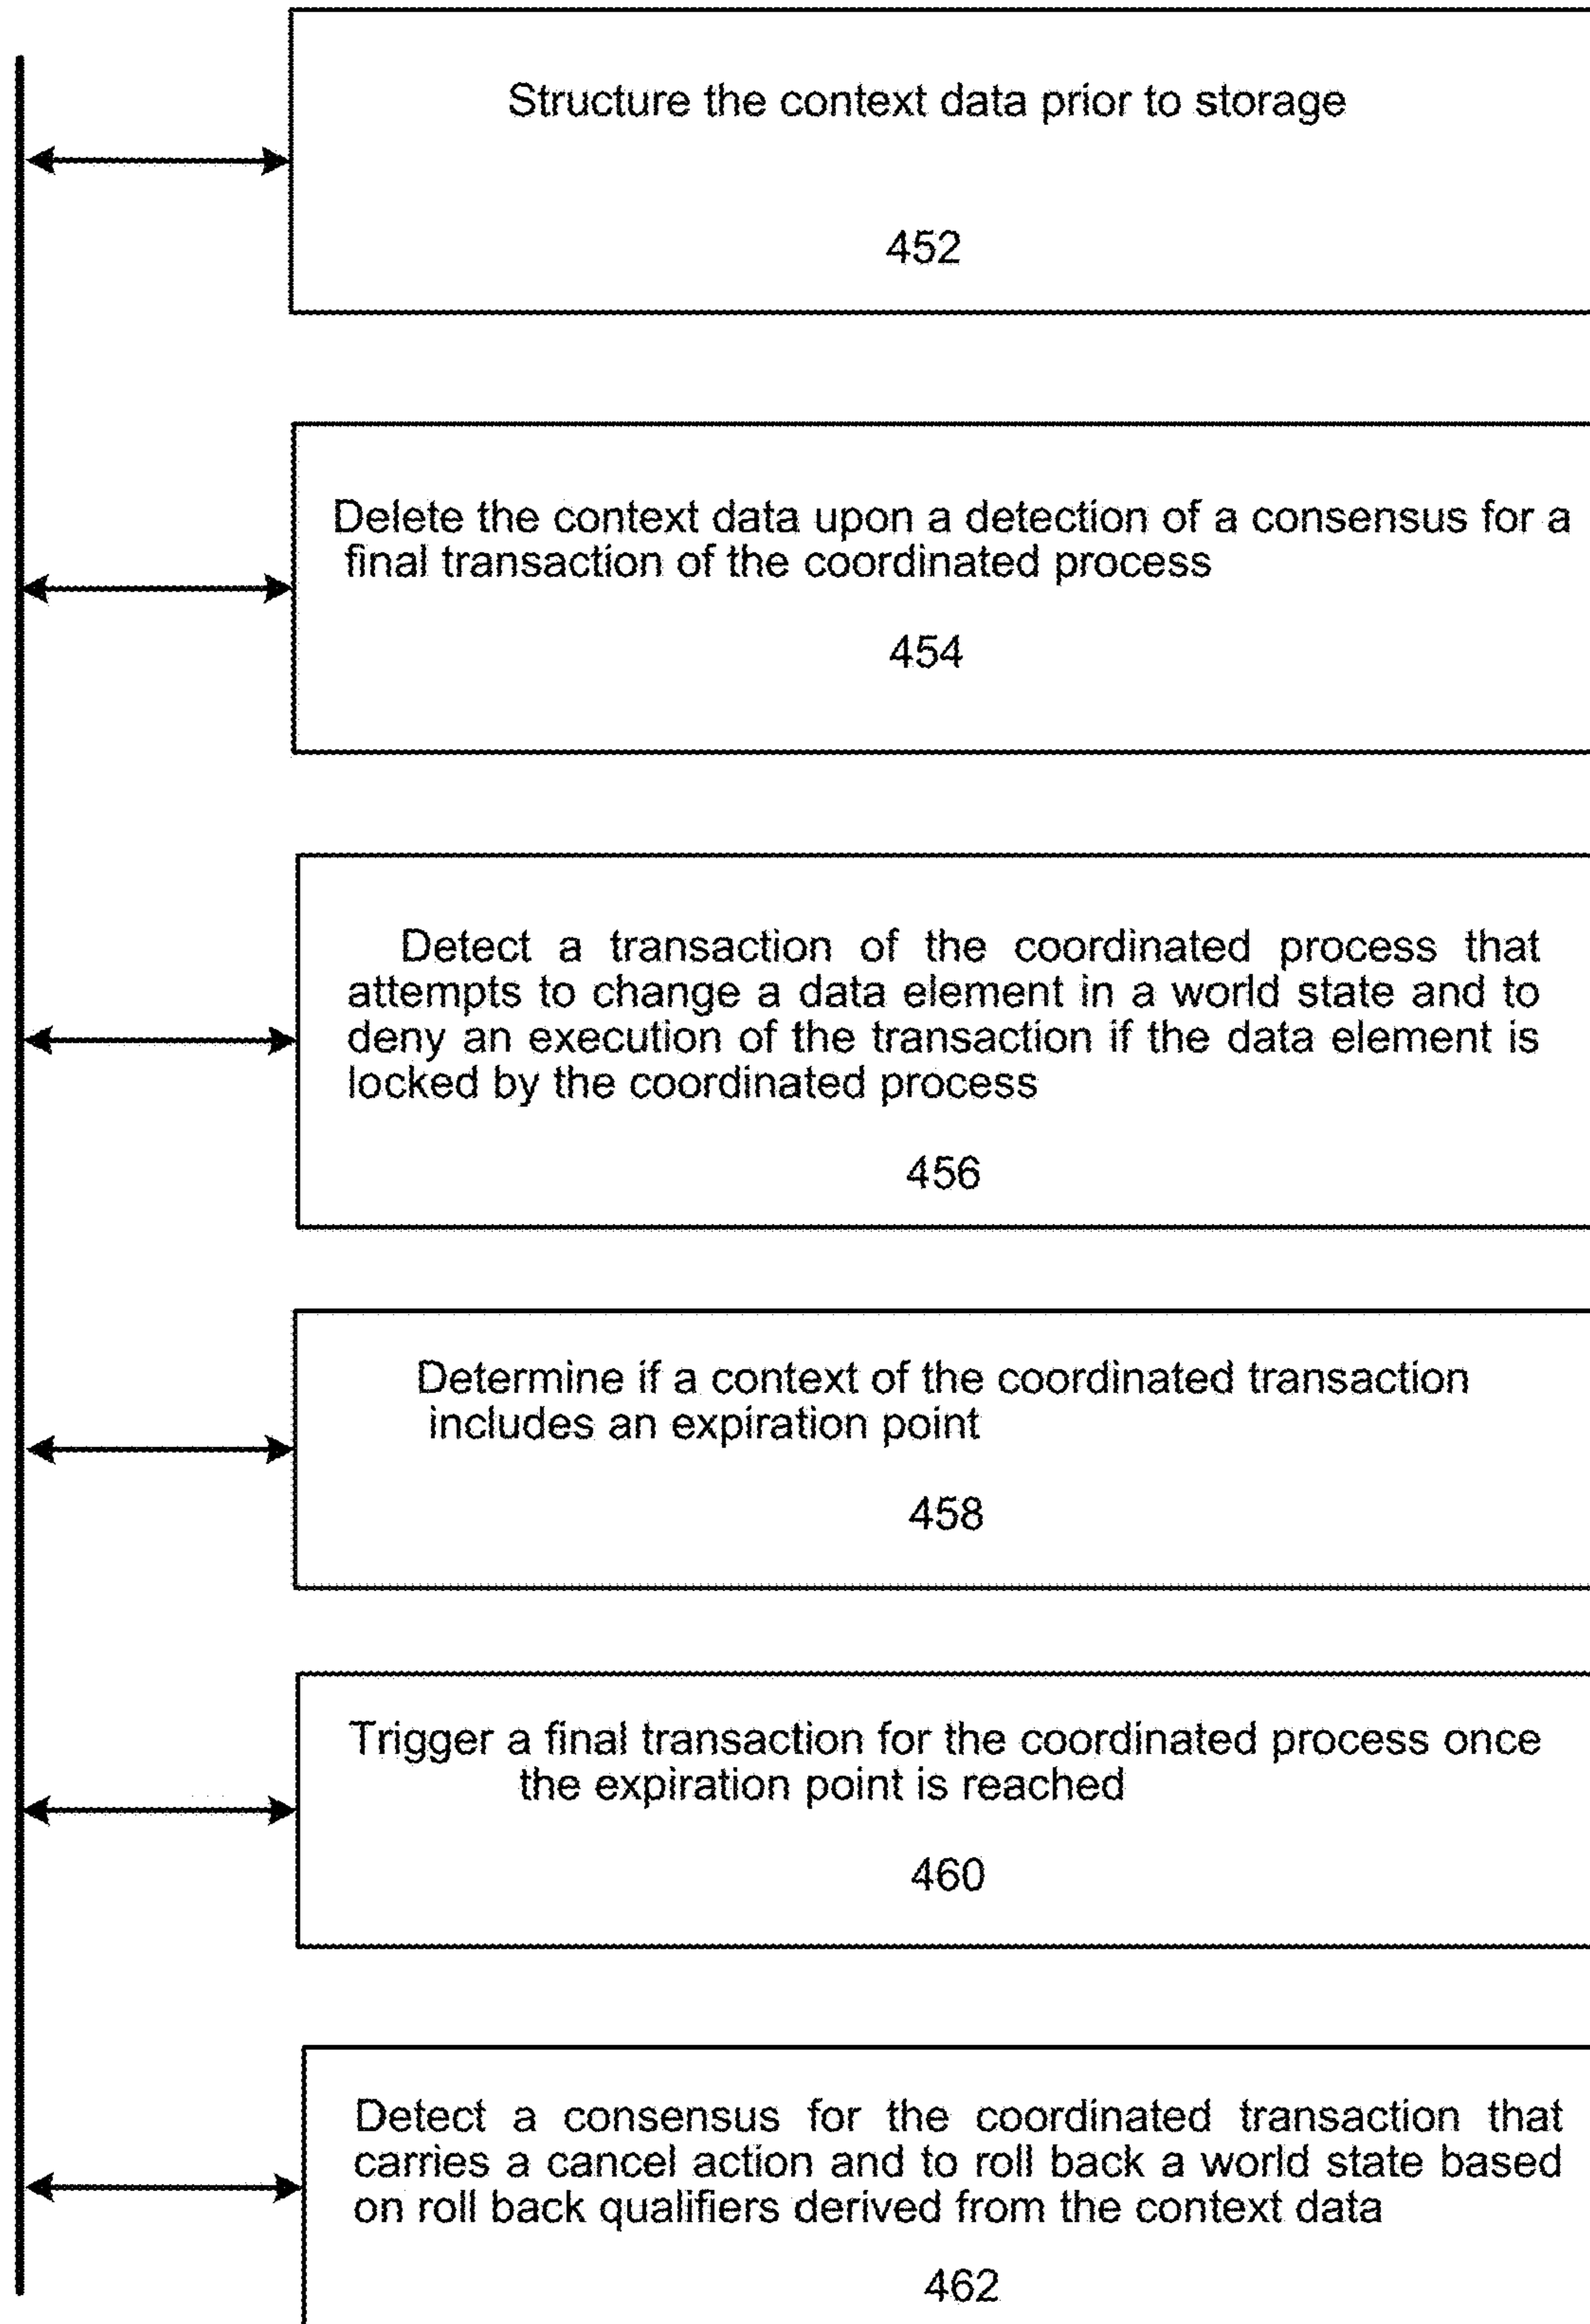 Structure the context data prior to storage
452
Delete the context data upon a detection of a consensus for a
final transaction of the coordinated process
454
Detect a transaction of the coordinated process that
attempts to change a data element in a world state and to
deny an execution of the transaction if the data element is
locked by the coordinated process
456
Determine if a context of the coordinated transaction
includes an expiration point
458
Trigger a final transaction for the coordinated process once
the expiration point is reached
460
Detect a consensus for the coordinated transaction that
carries a cancel action and to roll back a world state based
on roll back qualifiers derived from the context data
462